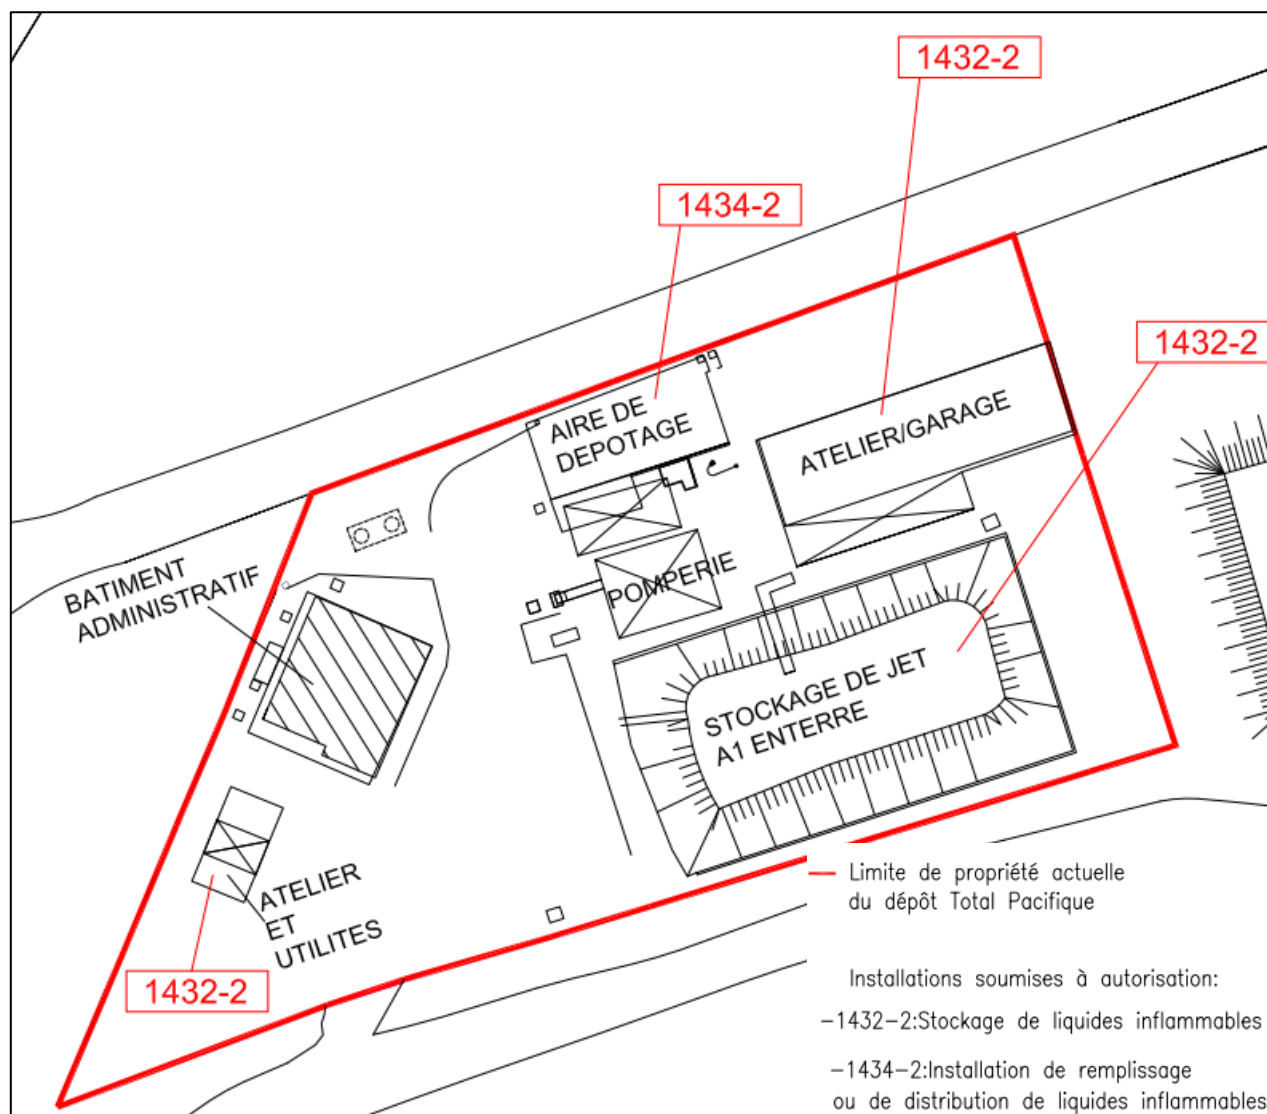 1432-2
1434-2
1432-2
AIRE DE
DEPOTAGE
ATELIER/GARAGE
BATIMENT
ADMINISTRATIF
POMPERIE
STOCKAGE DE JET
A1 ENTERRE
ATELIER
ET
UTILITES
1432-2
Limite de propriété actuelle
du dépôt Total Pacifique
Installations soumises à autorisation:
-1432-2:Stockage de liquides inflammables
-1434-2:Installation de remplissage
ou de distribution de liquides inflammables